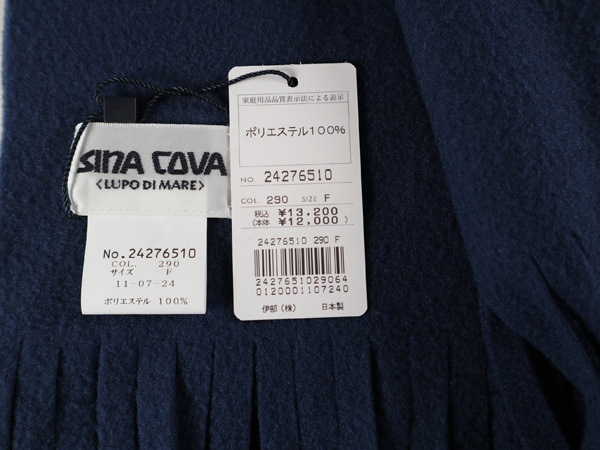 SINA COVA
<LUPO DI MARE>
No.24276510
COL. 290
サイズ F
11-07-24
ポリエステル 100%
家庭用品品質表示法による表示
ポリエステル100%
NO. 24276510
COL. 290 SIZE F
税込 ¥13,200
(本体 ¥12,000)
24276510 290 F
2427651029064
0120001107240
伊部(株) 日本製